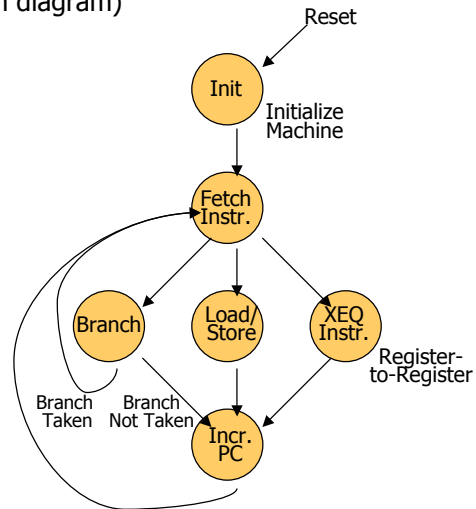 diagram)
Reset
Init
Initialize
Machine
Fetch
Instr.
Branch
Load/
Store
XEQ
Instr.
Register-
to-Register
Branch
Taken
Branch
Not Taken
Incr.
PC